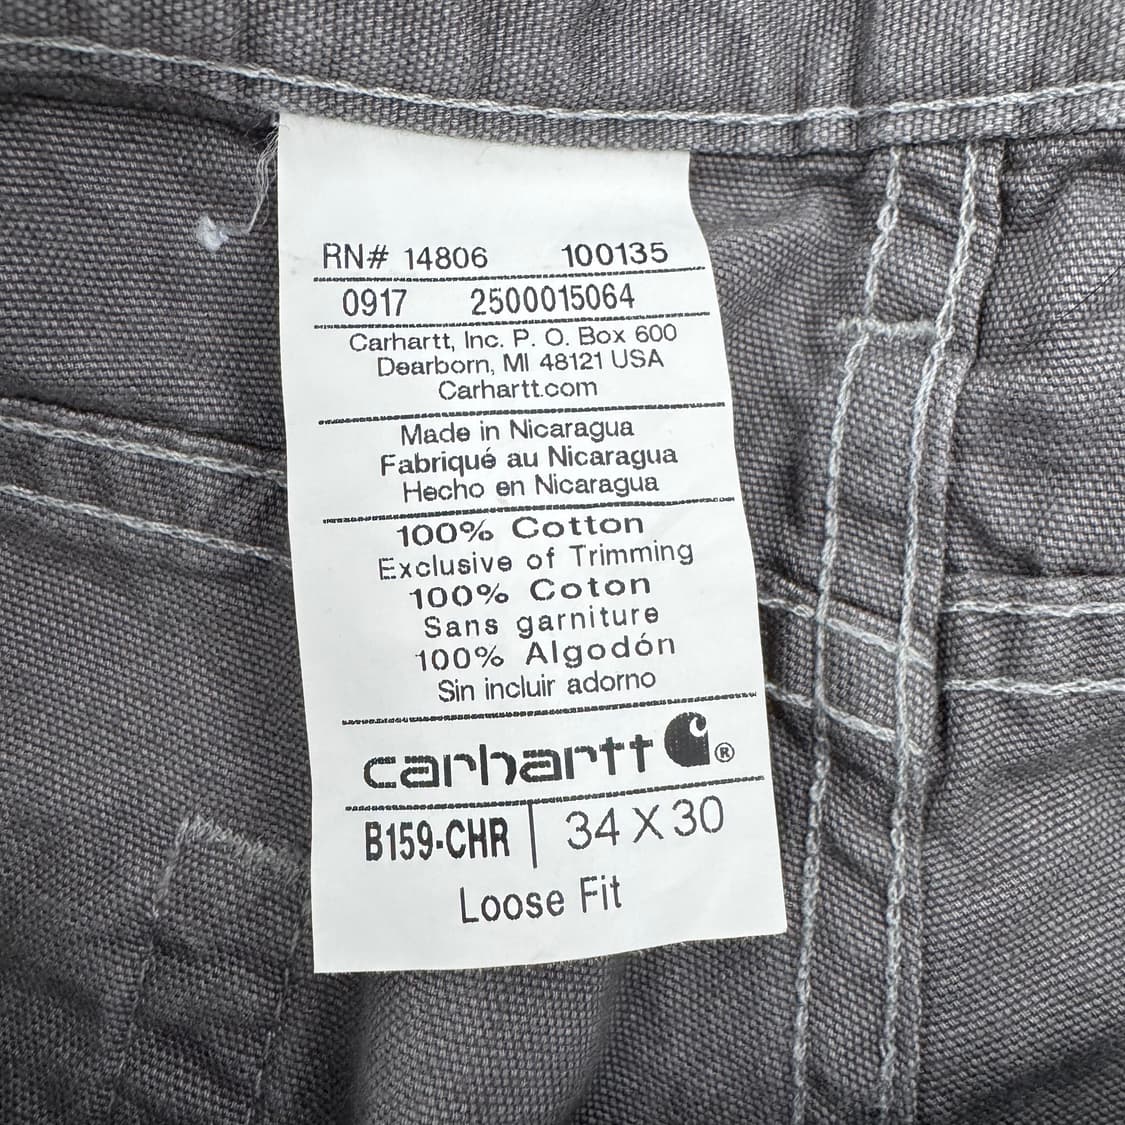 RN# 14806 100135
0917 2500015064
Carhartt, Inc. P. O. Box 600
Dearborn, MI 48121 USA
Carhartt.com
Made in Nicaragua
Fabriqué au Nicaragua
Hecho en Nicaragua
100% Cotton
Exclusive of Trimming
100% Coton
Sans garniture
100% Algodón
Sin incluir adorno
carhartt ®
B159-CHR | 34 X 30
Loose Fit